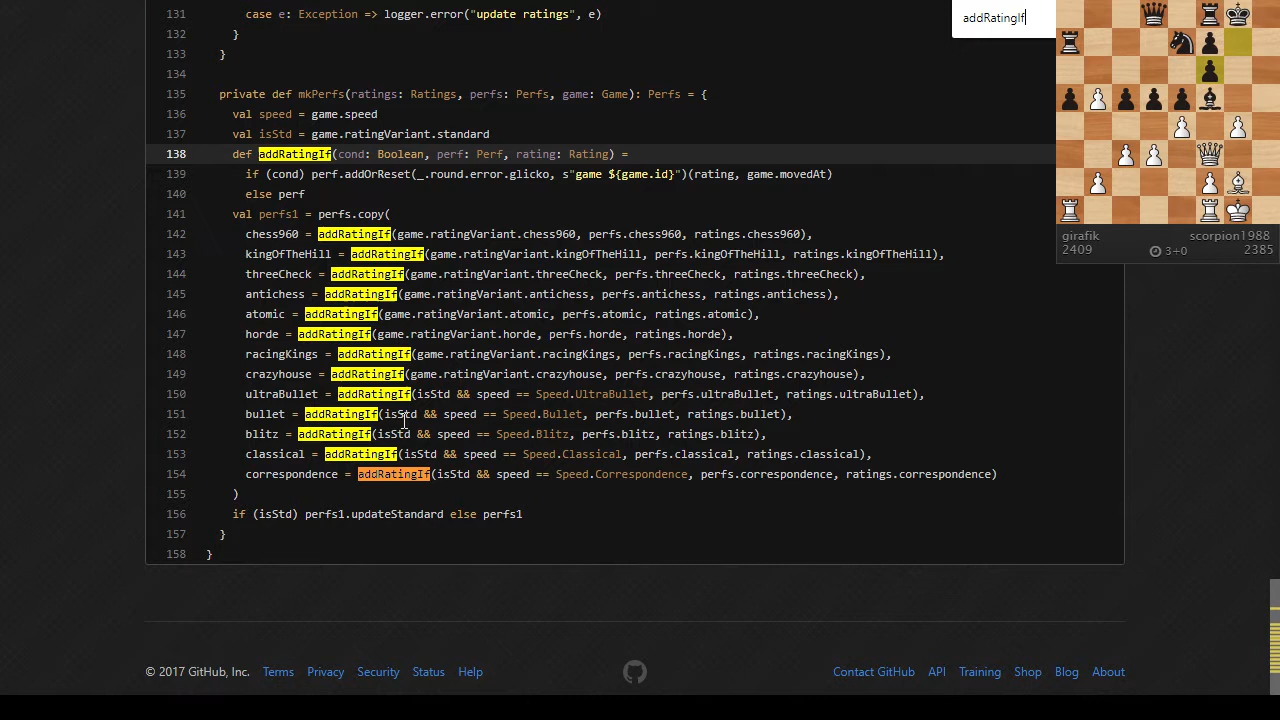 131 case e: Exception => logger.error("update ratings", e)
132 }
133 }
134
135 private def mkPerfs(ratings: Ratings, perfs: Perfs, game: Game): Perfs = {
136 val speed = game.speed
137 val isStd = game.ratingVariant.standard
138 def addRatingIf(cond: Boolean, perf: Perf, rating: Rating) =
139 if (cond) perf.addOrReset(_.round.error.glicko, s"game ${game.id}")(rating, game.movedAt)
140 else perf
141 val perfs1 = perfs.copy(
142 chess960 = addRatingIf(game.ratingVariant.chess960, perfs.chess960, ratings.chess960),
143 kingOfTheHill = addRatingIf(game.ratingVariant.kingOfTheHill, perfs.kingOfTheHill, ratings.kingOfTheHill),
144 threeCheck = addRatingIf(game.ratingVariant.threeCheck, perfs.threeCheck, ratings.threeCheck),
145 antichess = addRatingIf(game.ratingVariant.antichess, perfs.antichess, ratings.antichess),
146 atomic = addRatingIf(game.ratingVariant.atomic, perfs.atomic, ratings.atomic),
147 horde = addRatingIf(game.ratingVariant.horde, perfs.horde, ratings.horde),
148 racingKings = addRatingIf(game.ratingVariant.racingKings, perfs.racingKings, ratings.racingKings),
149 crazyhouse = addRatingIf(game.ratingVariant.crazyhouse, perfs.crazyhouse, ratings.crazyhouse),
150 ultraBullet = addRatingIf(isStd && speed == Speed.UltraBullet, perfs.ultraBullet, ratings.ultraBullet),
151 bullet = addRatingIf(isStd && speed == Speed.Bullet, perfs.bullet, ratings.bullet),
152 blitz = addRatingIf(isStd && speed == Speed.Blitz, perfs.blitz, ratings.blitz),
153 classical = addRatingIf(isStd && speed == Speed.Classical, perfs.classical, ratings.classical),
154 correspondence = addRatingIf(isStd && speed == Speed.Correspondence, perfs.correspondence, ratings.correspondence)
155 )
156 if (isStd) perfs1.updateStandard else perfs1
157 }
158 }
addRatingIf
girafik scorpion1988
2409 3+0 2385
© 2017 GitHub, Inc. Terms Privacy Security Status Help Contact GitHub API Training Shop Blog About